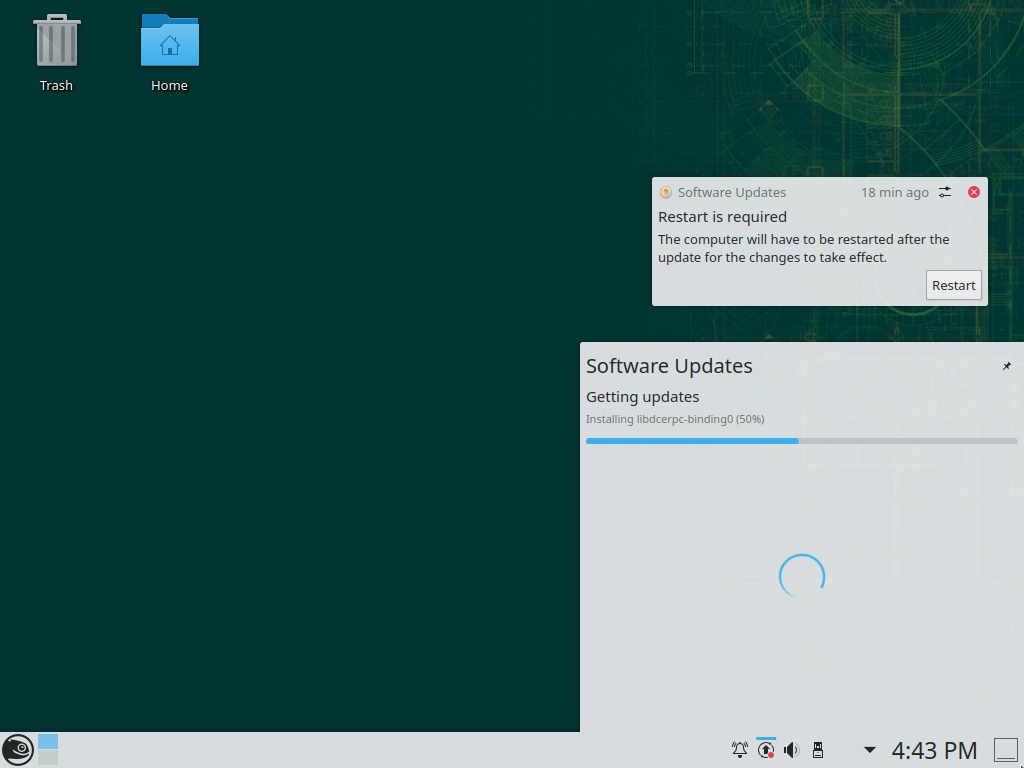 Trash
Home
Software Updates
18 min ago
Restart is required
The computer will have to be restarted after the
update for the changes to take effect.
Restart
Software Updates
Getting updates
Installing libdcerpc-binding0 (50%)
4:43 PM